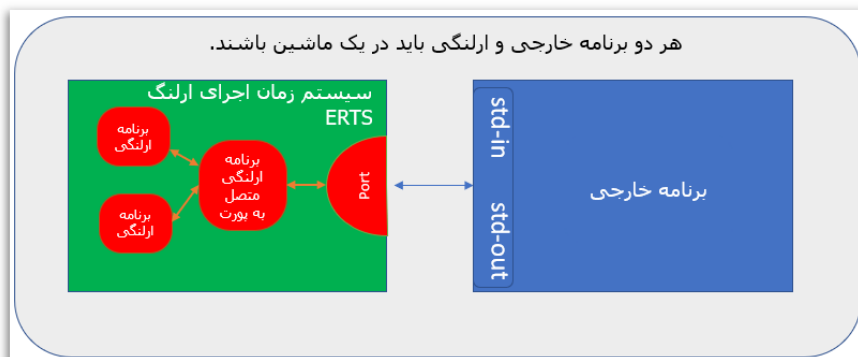 هر دو برنامه خارجی و ارلنگی باید در یک ماشین باشند.
سیستم زمان اجرای ارلنگ
ERTS
برنامه
ارلنگی
برنامه
ارلنگی
متصل
به پورت
برنامه
ارلنگی
Port
std-in
std-out
برنامه خارجی